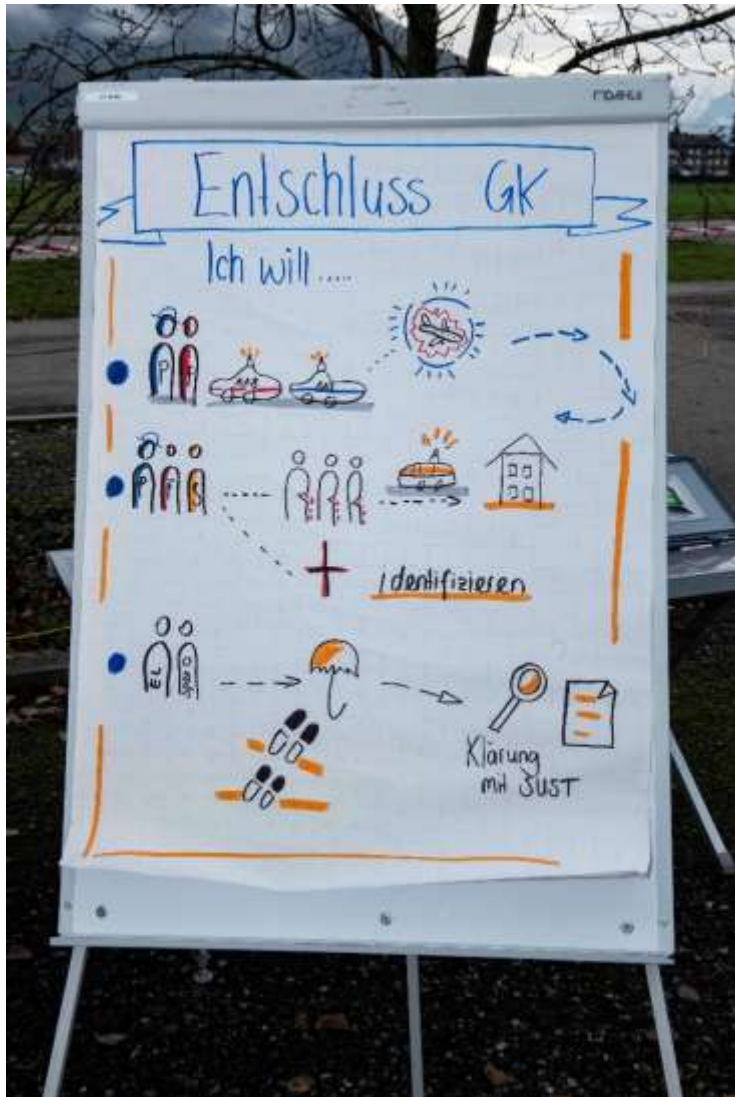 Entschluss GK
Ich will .....
P F
P F S
Identifizieren
EL
Klärung
mit SUST